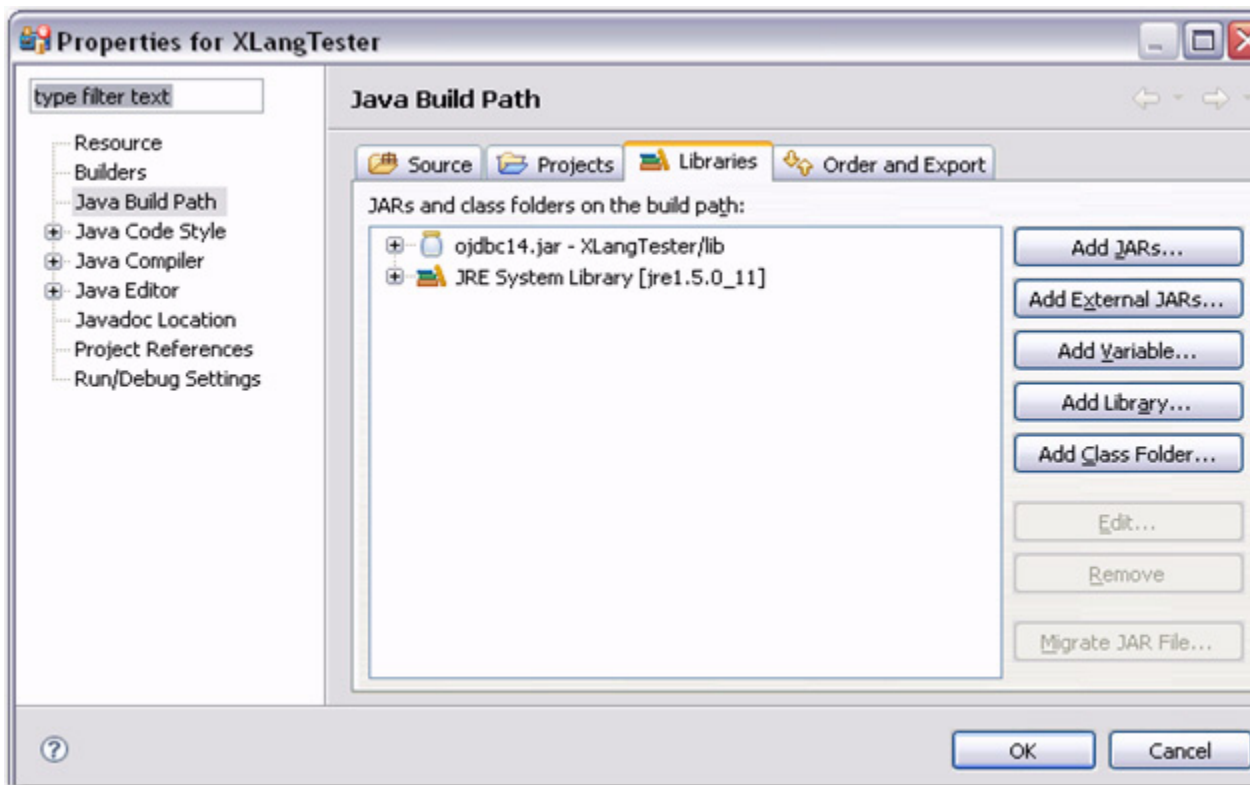 Properties for XLangTester
type filter text
Resource
Builders
Java Build Path
Java Code Style
Java Compiler
Java Editor
Javadoc Location
Project References
Run/Debug Settings
Java Build Path
Source
Projects
Libraries
Order and Export
JARs and class folders on the build path:
ojdbc14.jar - XLangTester/lib
JRE System Library [jre1.5.0_11]
Add JARs...
Add External JARs...
Add Variable...
Add Library...
Add Class Folder...
Edit...
Remove
Migrate JAR File...
?
OK
Cancel